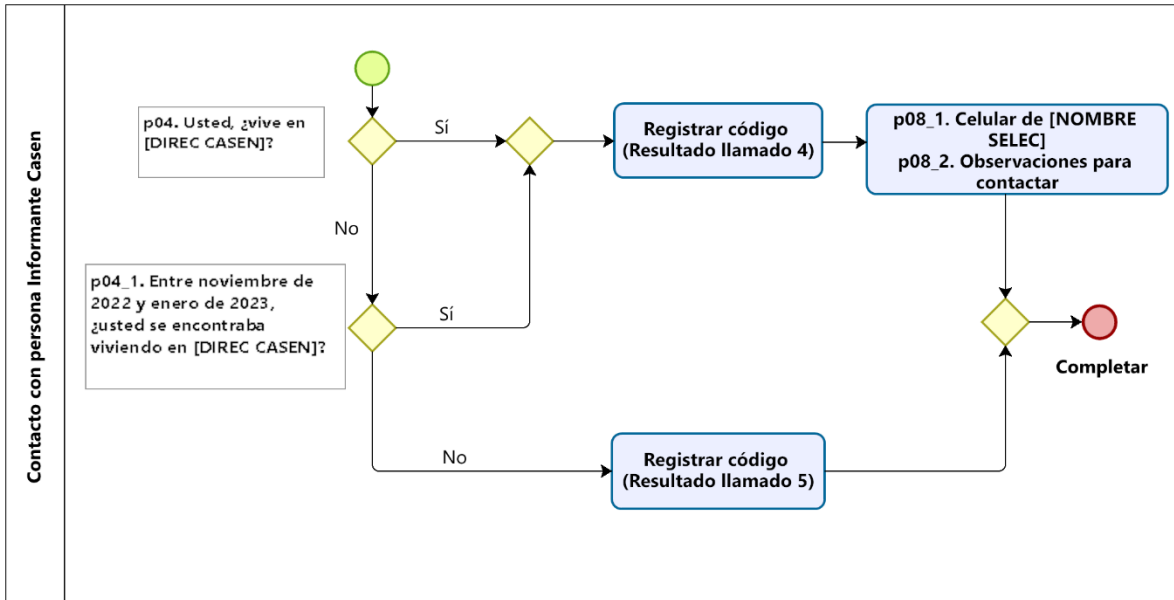 Contacto con persona Informante Casen
p04. Usted, ¿vive en
[DIREC CASEN]?
Sí
Registrar código
(Resultado llamado 4)
p08_1. Celular de [NOMBRE
SELEC]
p08_2. Observaciones para
contactar
No
p04_1. Entre noviembre de
2022 y enero de 2023,
¿usted se encontraba
viviendo en [DIREC CASEN]?
Sí
Completar
No
Registrar código
(Resultado llamado 5)